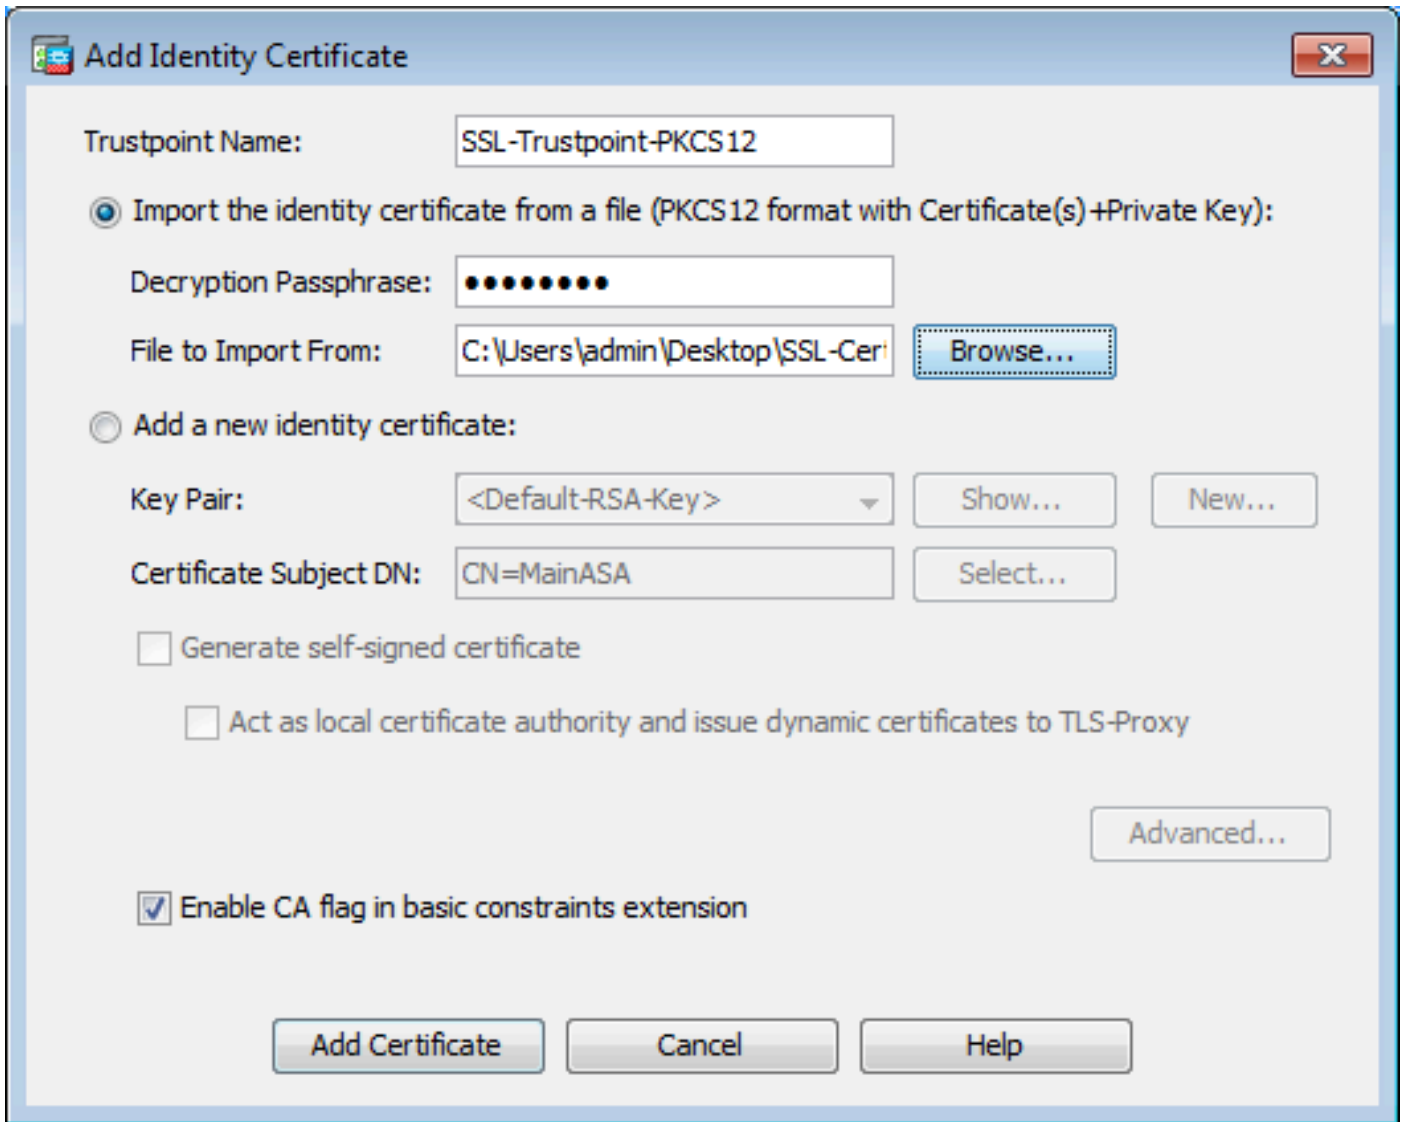 Add Identity Certificate
Trustpoint Name: SSL-Trustpoint-PKCS12
Import the identity certificate from a file (PKCS12 format with Certificate(s)+Private Key):
Decryption Passphrase: ●●●●●●●●
File to Import From: C:\Users\admin\Desktop\SSL-Cert Browse...
Add a new identity certificate:
Key Pair: <Default-RSA-Key> Show... New...
Certificate Subject DN: CN=MainASA Select...
Generate self-signed certificate
Act as local certificate authority and issue dynamic certificates to TLS-Proxy
Advanced...
Enable CA flag in basic constraints extension
Add Certificate Cancel Help